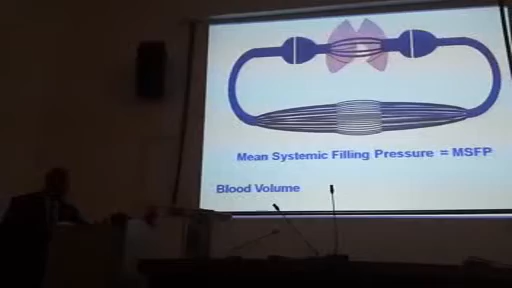 Mean Systemic Filling Pressure = MSFP
Blood Volume